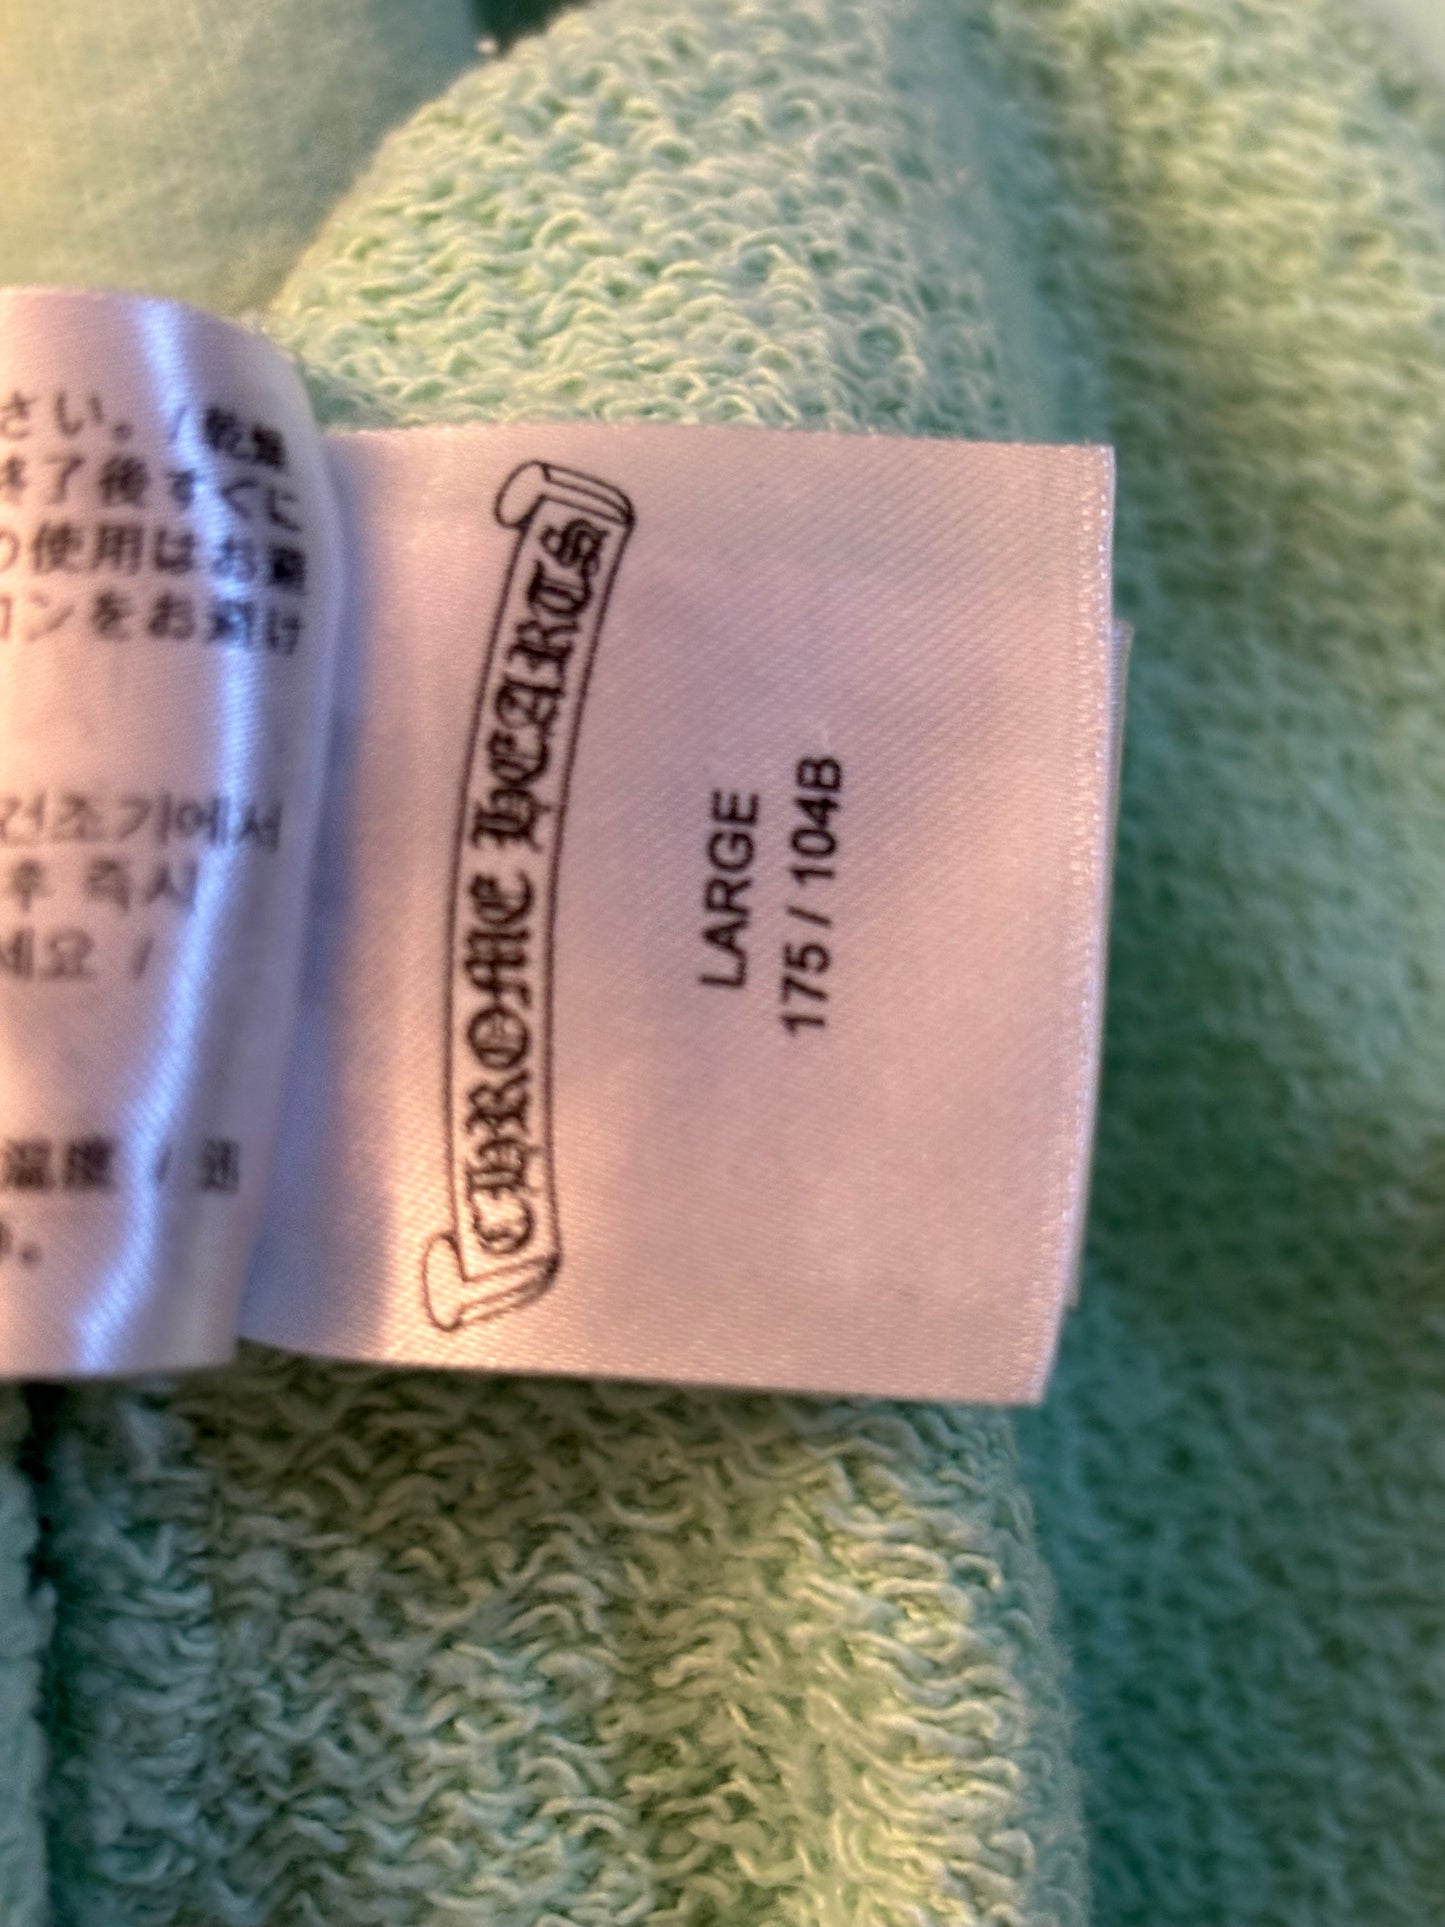 さい。/ 乾燥
終了後すぐに
の使用はお避
ロンをお避け
건조기에서
후 즉시
세요 /
温度 /
CHROME HEARTS
LARGE
175 / 104B